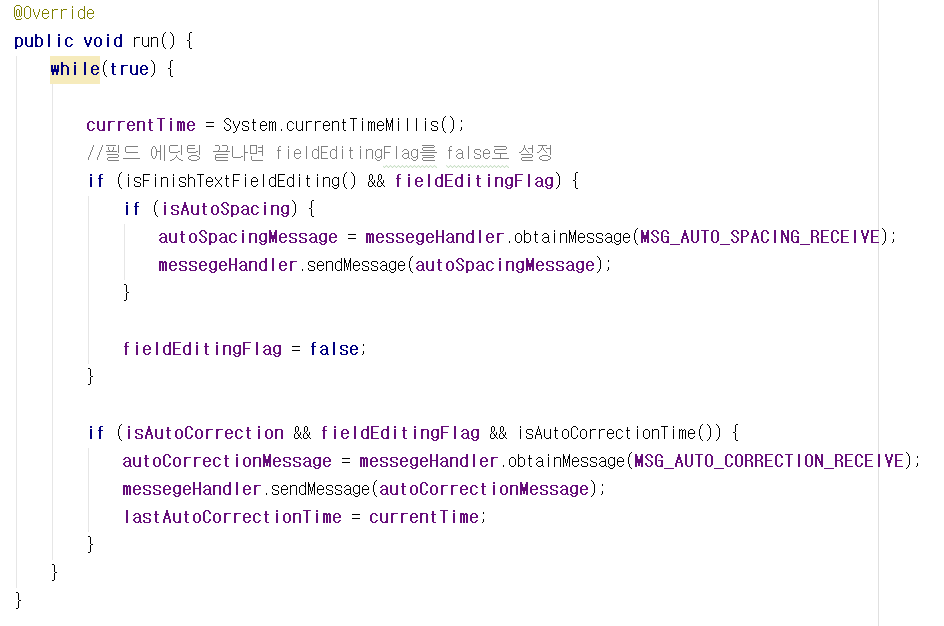 @Override
public void run() {
while(true) {
currentTime = System.currentTimeMillis();
//필드 에딧팅 끝나면 fieldEditingFlag를 false로 설정
if (isFinishTextFieldEditing() && fieldEditingFlag) {
if (isAutoSpacing) {
autoSpacingMessage = messegeHandler.obtainMessage(MSG_AUTO_SPACING_RECEIVE);
messegeHandler.sendMessage(autoSpacingMessage);
}
fieldEditingFlag = false;
}
if (isAutoCorrection && fieldEditingFlag && isAutoCorrectionTime()) {
autoCorrectionMessage = messegeHandler.obtainMessage(MSG_AUTO_CORRECTION_RECEIVE);
messegeHandler.sendMessage(autoCorrectionMessage);
lastAutoCorrectionTime = currentTime;
}
}
}